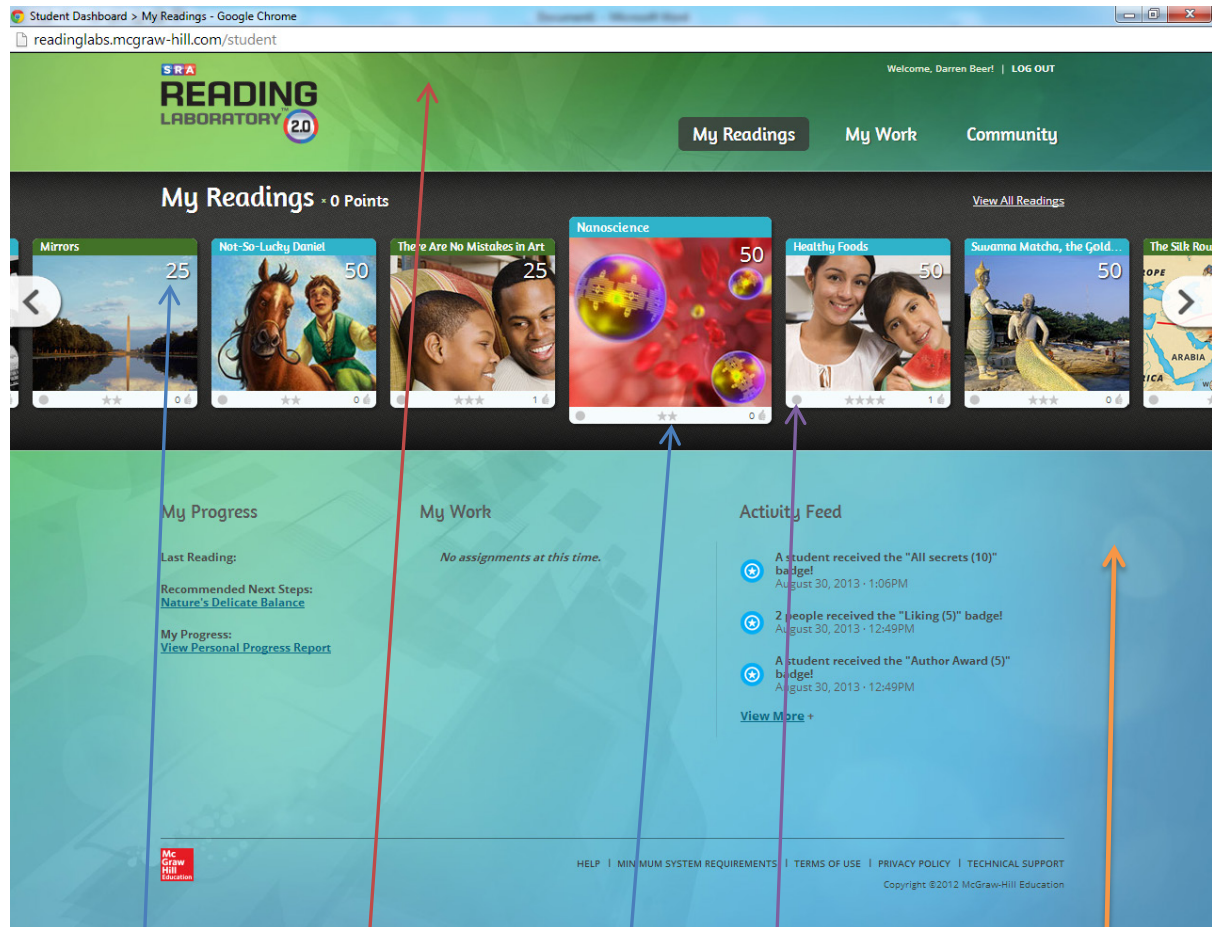 Student Dashboard > My Readings - Google Chrome
readinglabs.mcgraw-hill.com/student
SRA
READING
LABORATORY™
2.0
Welcome, Darren Beer! | LOG OUT
My Readings My Work Community
My Readings • 0 Points
View All Readings
Mirrors
25
0
Not-So-Lucky Daniel
50
0
There Are No Mistakes in Art
25
1
Nanoscience
50
0
Healthy Foods
50
1
Suvanna Matcha, the Gold...
50
0
The Silk Rou
OPE
ARABIA
ICA
My Progress
Last Reading:
Recommended Next Steps:
Nature's Delicate Balance
My Progress:
View Personal Progress Report
My Work
No assignments at this time.
Activity Feed
A student received the "All secrets (10)"
badge!
August 30, 2013 · 1:06PM
2 people received the "Liking (5)" badge!
August 30, 2013 · 12:49PM
A student received the "Author Award (5)"
badge!
August 30, 2013 · 12:49PM
View More +
Mc
Graw
Hill
Education
HELP | MINIMUM SYSTEM REQUIREMENTS | TERMS OF USE | PRIVACY POLICY | TECHNICAL SUPPORT
Copyright ©2012 McGraw-Hill Education